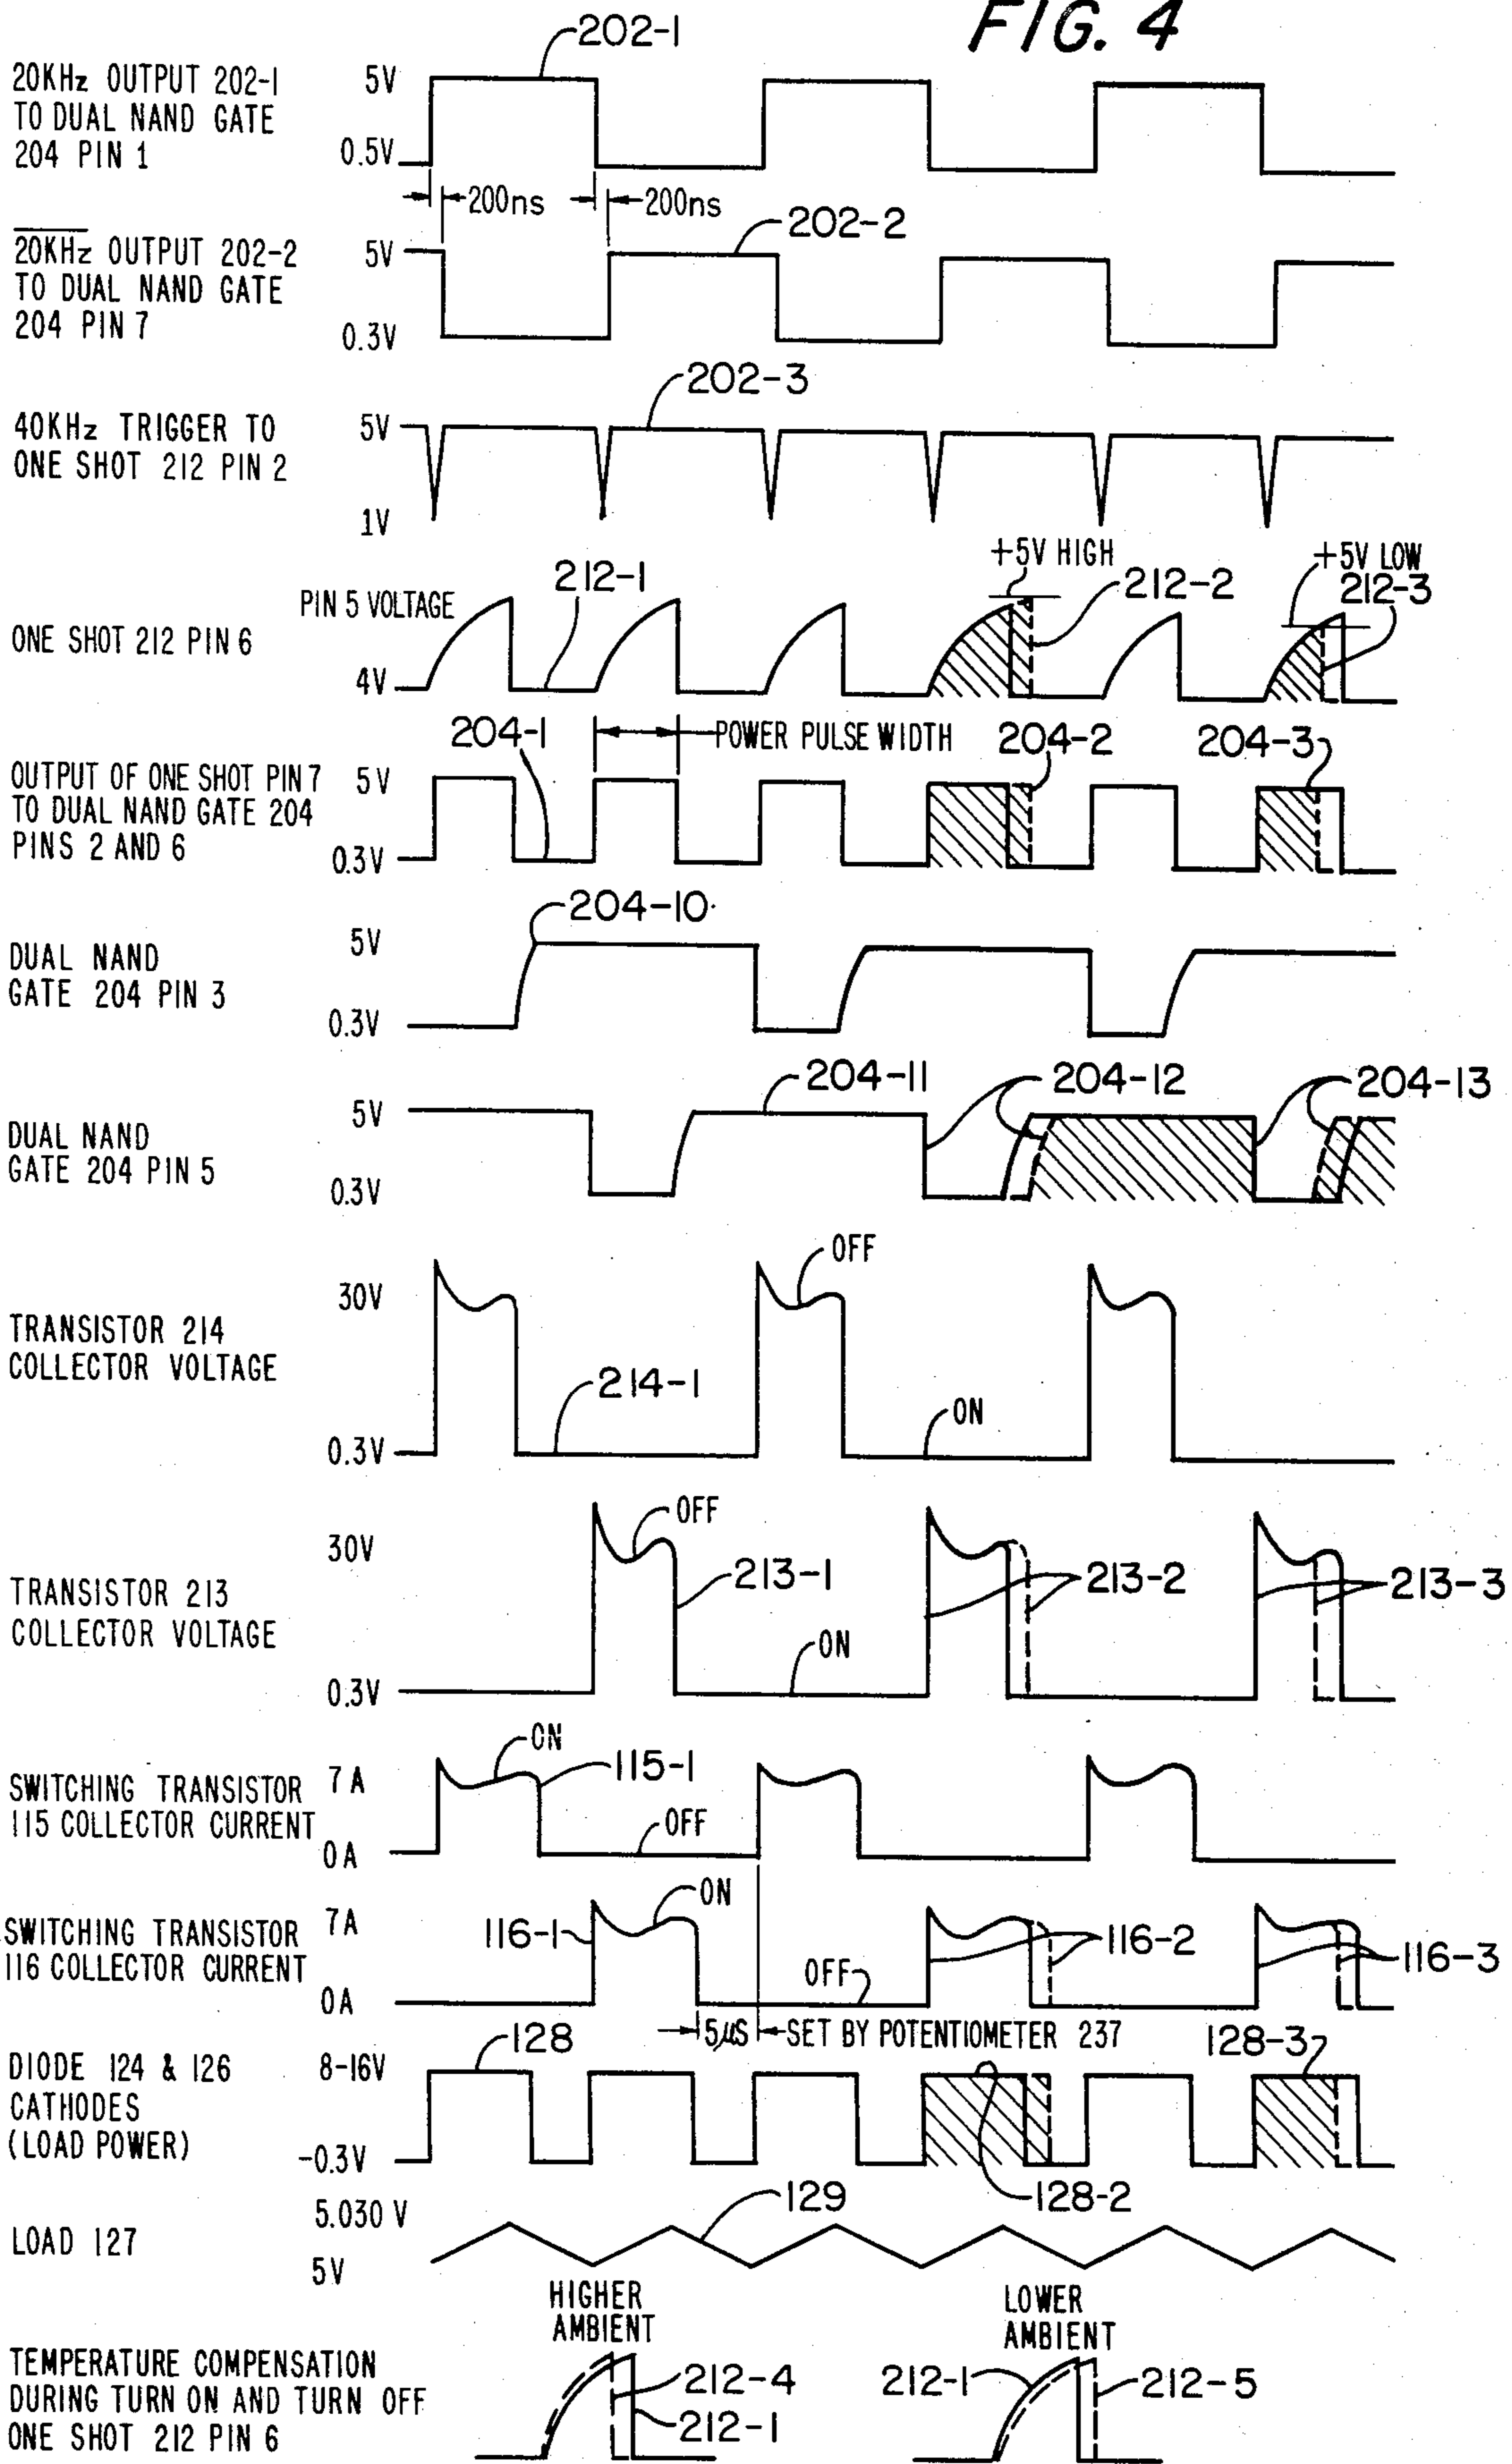 FIG. 4
202-1
20KHz OUTPUT 202-1
TO DUAL NAND GATE
204 PIN 1
5V
0.5V
200ns
200ns
20KHz OUTPUT 202-2
TO DUAL NAND GATE
204 PIN 7
5V
0.3V
202-2
40KHz TRIGGER TO
ONE SHOT 212 PIN 2
5V
1V
202-3
ONE SHOT 212 PIN 6
PIN 5 VOLTAGE
4V
212-1
+5V HIGH
212-2
+5V LOW
212-3
OUTPUT OF ONE SHOT PIN 7
TO DUAL NAND GATE 204
PINS 2 AND 6
5V
0.3V
204-1
POWER PULSE WIDTH
204-2
204-3
DUAL NAND
GATE 204 PIN 3
5V
0.3V
204-10
DUAL NAND
GATE 204 PIN 5
5V
0.3V
204-11
204-12
204-13
TRANSISTOR 214
COLLECTOR VOLTAGE
30V
0.3V
OFF
214-1
ON
TRANSISTOR 213
COLLECTOR VOLTAGE
30V
0.3V
OFF
213-1
ON
213-2
213-3
SWITCHING TRANSISTOR
115 COLLECTOR CURRENT
7A
0A
ON
115-1
OFF
SWITCHING TRANSISTOR
116 COLLECTOR CURRENT
7A
0A
116-1
ON
OFF
116-2
116-3
5µS
SET BY POTENTIOMETER 237
DIODE 124 & 126
CATHODES
(LOAD POWER)
8-16V
-0.3V
128
128-2
128-3
LOAD 127
5.030 V
5V
129
HIGHER
AMBIENT
LOWER
AMBIENT
TEMPERATURE COMPENSATION
DURING TURN ON AND TURN OFF
ONE SHOT 212 PIN 6
212-4
212-1
212-1
212-5